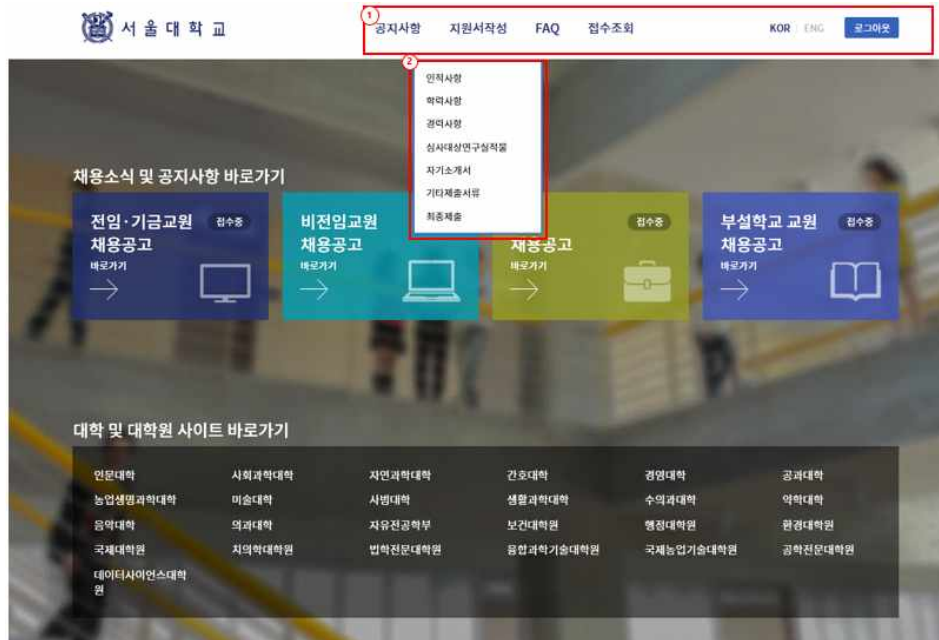 서울대학교
1
공지사항 지원서작성 FAQ 접수조회 KOR ENG 로그아웃
2
인적사항
학력사항
경력사항
심사대상연구실적물
자기소개서
기타제출서류
최종제출
채용소식 및 공지사항 바로가기
전임·기금교원 접수중
채용공고
바로가기
비전임교원
채용공고
바로가기
접수중
채용공고
바로가기
부설학교 교원 접수중
채용공고
바로가기
대학 및 대학원 사이트 바로가기
인문대학 사회과학대학 자연과학대학 간호대학 경영대학 공과대학
농업생명과학대학 미술대학 사범대학 생활과학대학 수의과대학 약학대학
음악대학 의과대학 자유전공학부 보건대학원 행정대학원 환경대학원
국제대학원 치의학대학원 법학전문대학원 융합과학기술대학원 국제농업기술대학원 공학전문대학원
데이터사이언스대학
원